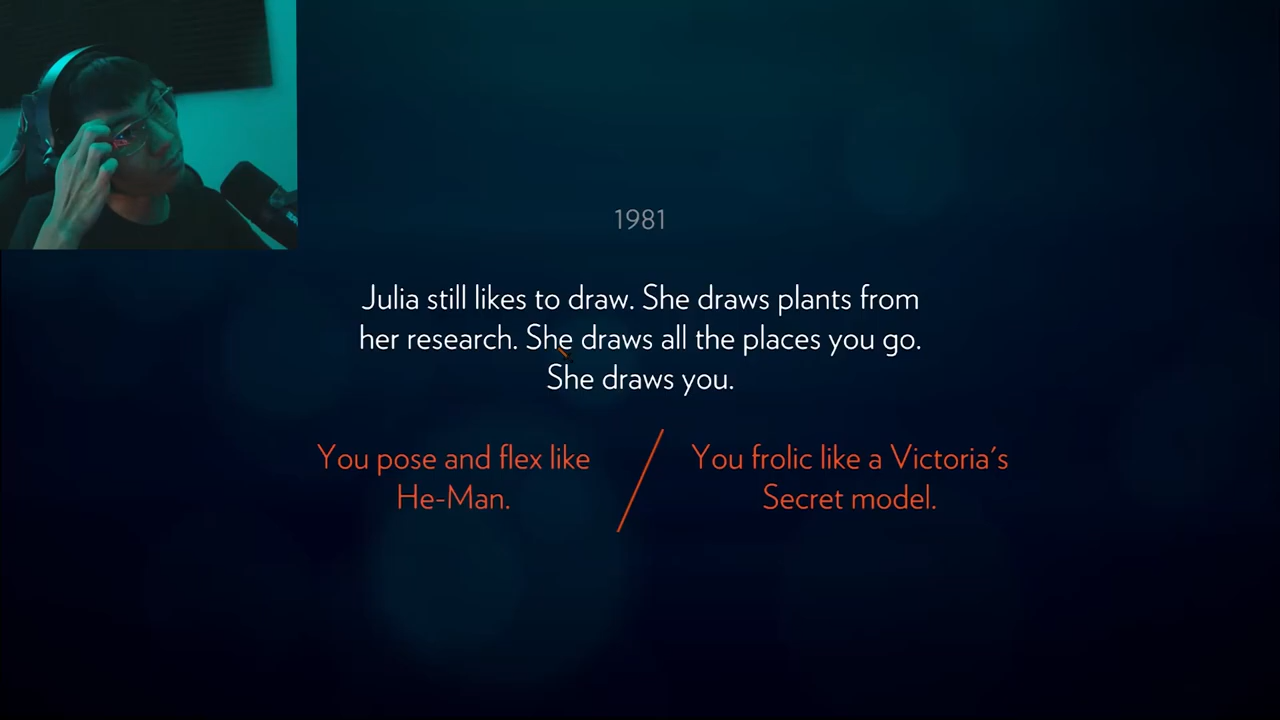 1981
Julia still likes to draw. She draws plants from
her research. She draws all the places you go.
She draws you.
You pose and flex like
He-Man.
You frolic like a Victoria's
Secret model.